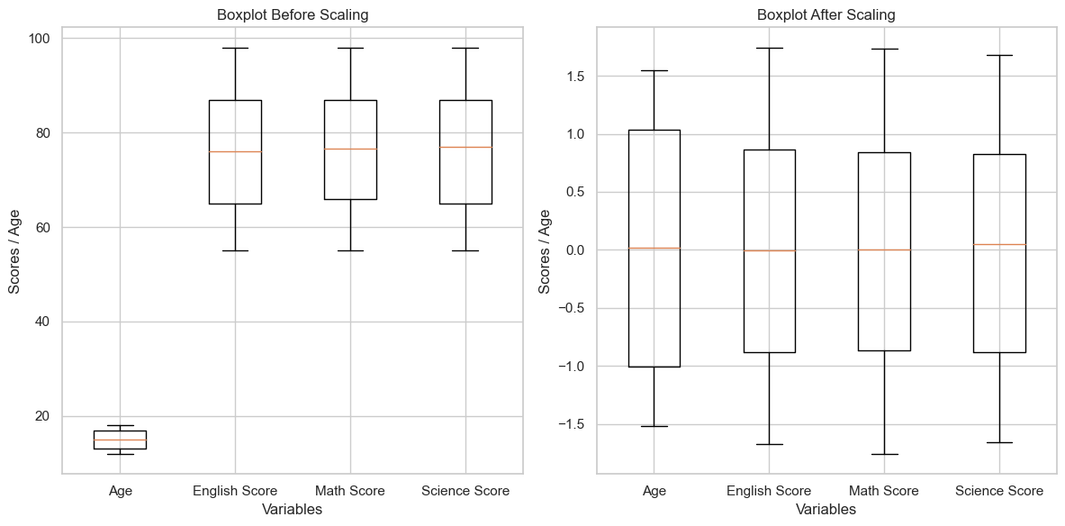 Boxplot Before Scaling
100
80
60
40
20
Scores / Age
Age
English Score
Math Score
Science Score
Variables
Boxplot After Scaling
1.5
1.0
0.5
0.0
−0.5
−1.0
−1.5
Scores / Age
Age
English Score
Math Score
Science Score
Variables